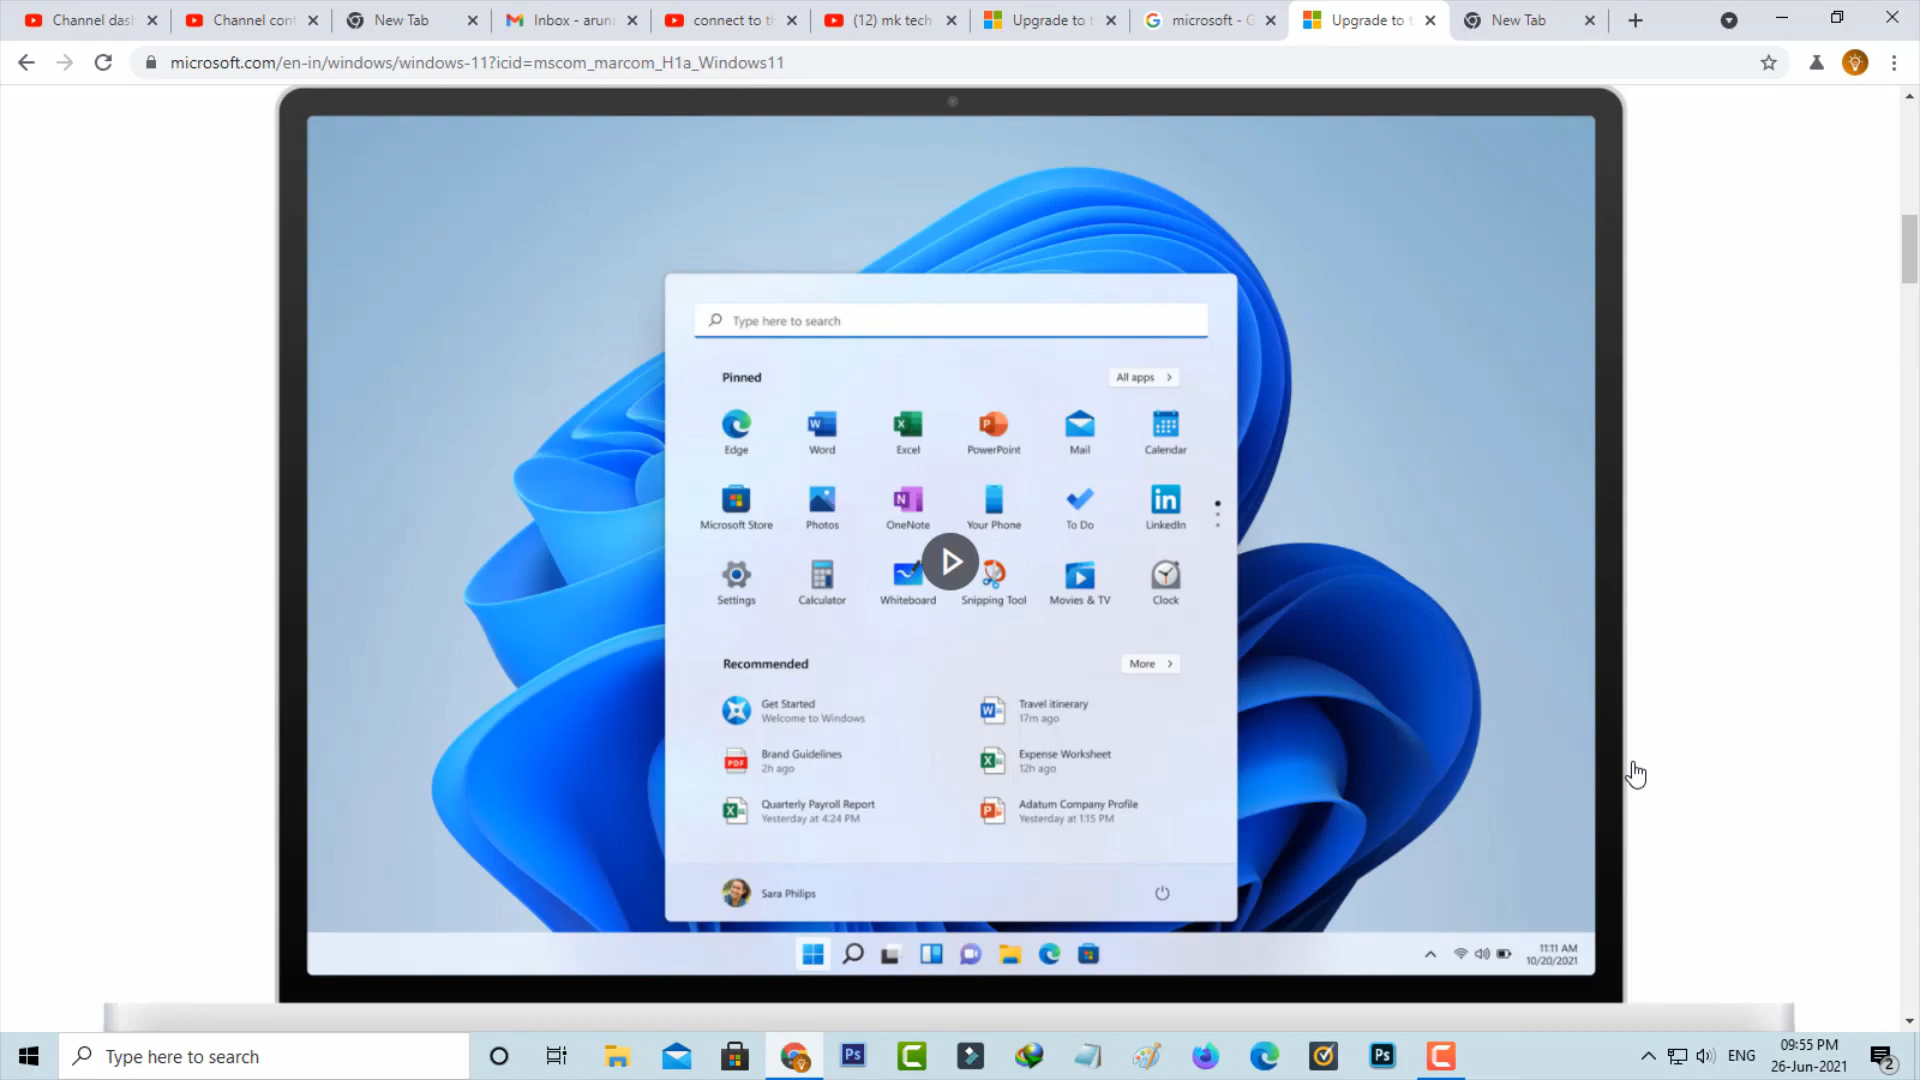 Channel das
Channel cont
New Tab
Inbox - arun
connect to th
(12) mk tech
Upgrade to t
microsoft - G
Upgrade to t
New Tab
microsoft.com/en-in/windows/windows-11?icid=mscom_marcom_H1a_Windows11
Type here to search
Pinned
All apps
Edge
Word
Excel
PowerPoint
Mail
Calendar
Microsoft Store
Photos
OneNote
Your Phone
To Do
LinkedIn
Settings
Calculator
Whiteboard
Snipping Tool
Movies & TV
Clock
Recommended
More
Get Started
Welcome to Windows
Travel itinerary
17m ago
Brand Guidelines
2h ago
Expense Worksheet
12h ago
Quarterly Payroll Report
Yesterday at 4:24 PM
Adatum Company Profile
Yesterday at 1:15 PM
Sara Philips
11:11 AM
10/20/2021
Type here to search
ENG
09:55 PM
26-Jun-2021
2